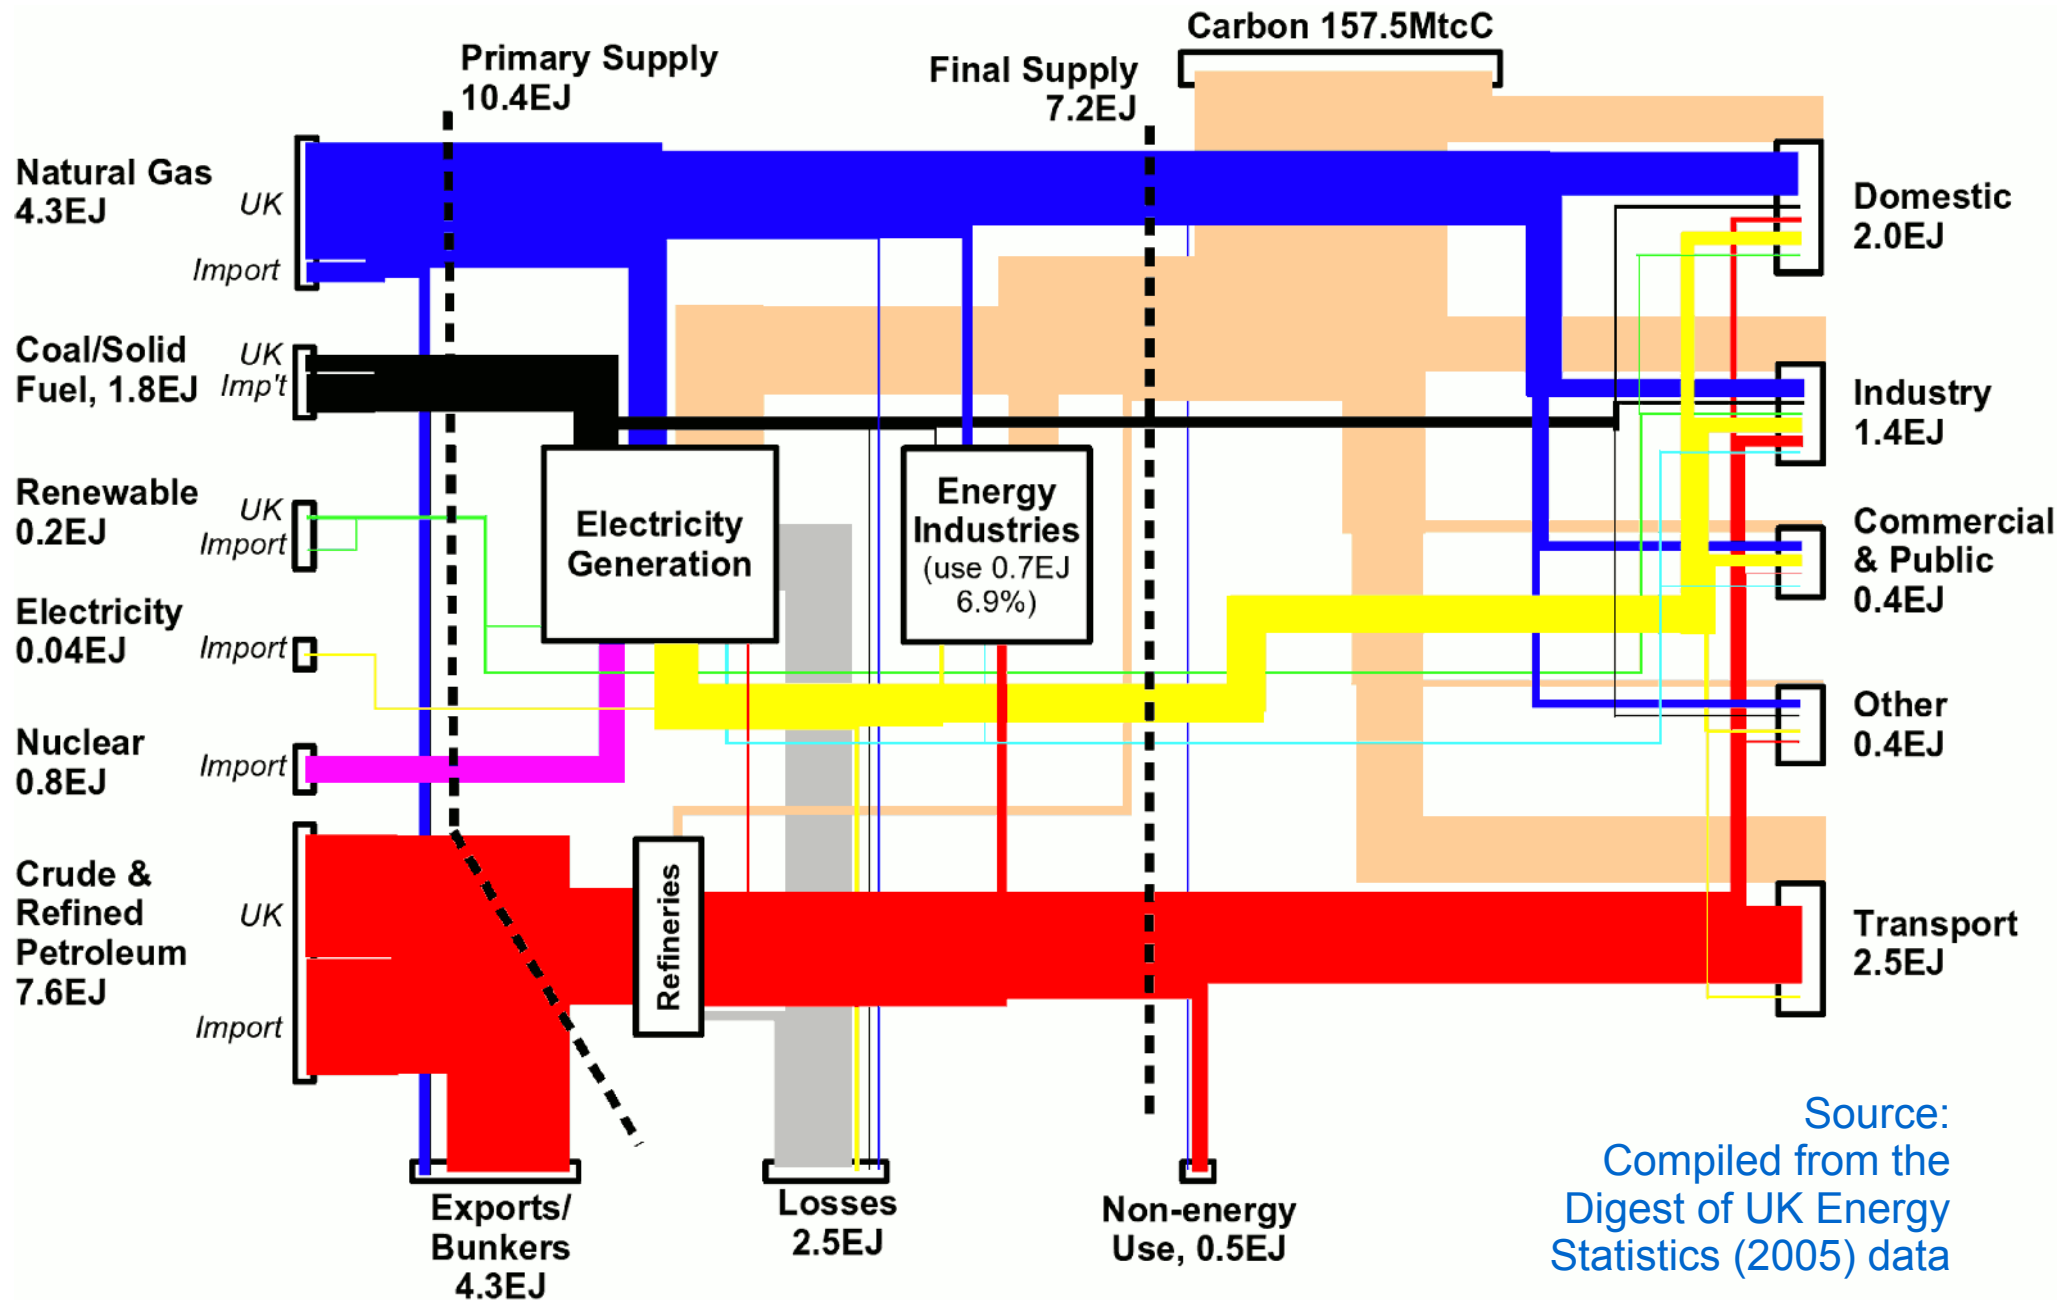 Carbon 157.5MtcC
Primary Supply
10.4EJ
Final Supply
7.2EJ
Natural Gas
4.3EJ
UK
Import
Coal/Solid
Fuel, 1.8EJ
UK
Imp't
Renewable
0.2EJ
UK
Import
Electricity
0.04EJ
Import
Nuclear
0.8EJ
Import
Crude &
Refined
Petroleum
7.6EJ
UK
Import
Electricity
Generation
Energy
Industries
(use 0.7EJ
6.9%)
Refineries
Domestic
2.0EJ
Industry
1.4EJ
Commercial
& Public
0.4EJ
Other
0.4EJ
Transport
2.5EJ
Exports/
Bunkers
4.3EJ
Losses
2.5EJ
Non-energy
Use, 0.5EJ
Source:
Compiled from the
Digest of UK Energy
Statistics (2005) data